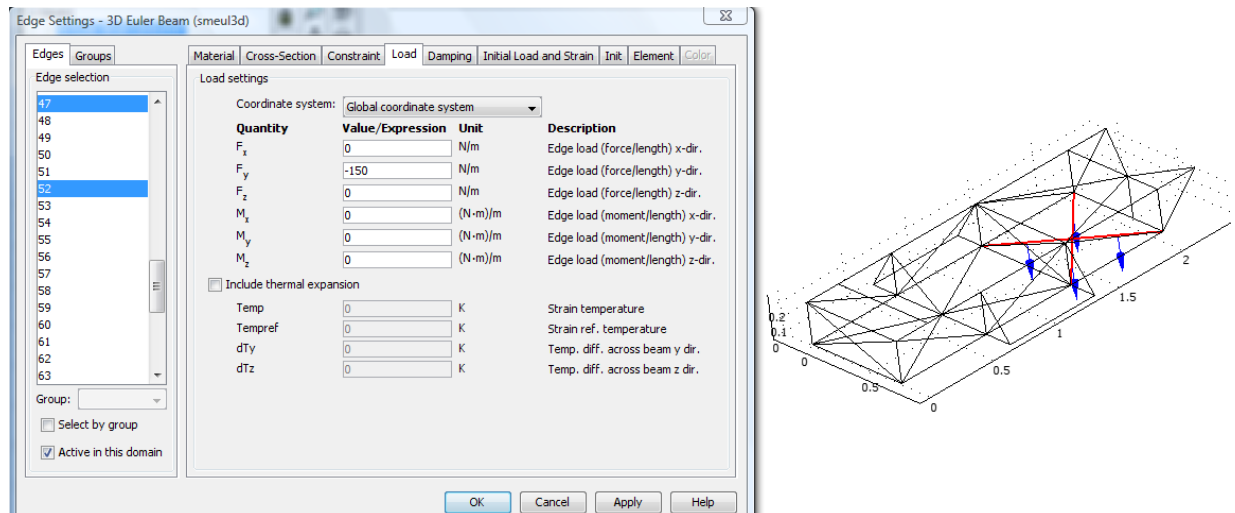 Edge Settings - 3D Euler Beam (smeul3d)
Edges Groups
Material Cross-Section Constraint Load Damping Initial Load and Strain Init Element Color
Edge selection
47
48
49
50
51
52
53
54
55
56
57
58
59
60
61
62
63
Group:
Select by group
Active in this domain
Load settings
Coordinate system: Global coordinate system
Quantity Value/Expression Unit Description
Fx 0 N/m Edge load (force/length) x-dir.
Fy -150 N/m Edge load (force/length) y-dir.
Fz 0 N/m Edge load (force/length) z-dir.
Mx 0 (N·m)/m Edge load (moment/length) x-dir.
My 0 (N·m)/m Edge load (moment/length) y-dir.
Mz 0 (N·m)/m Edge load (moment/length) z-dir.
Include thermal expansion
Temp 0 K Strain temperature
Tempref 0 K Strain ref. temperature
dTy 0 K Temp. diff. across beam y dir.
dTz 0 K Temp. diff. across beam z dir.
OK Cancel Apply Help
2
1.5
1
0.5
0
0.2
0.1
0
0
0.5